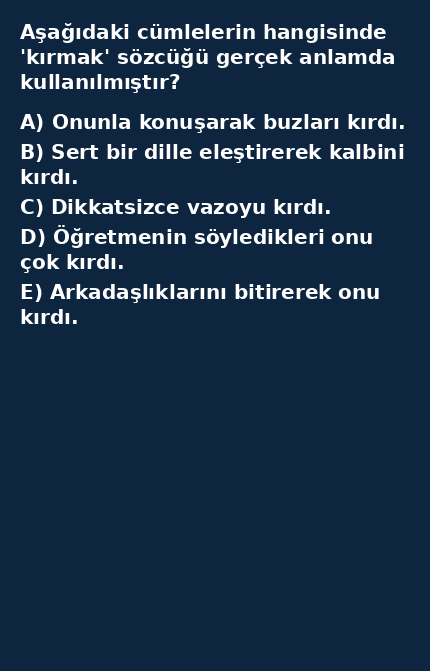 Aşağıdaki cümlelerin hangisinde
'kırmak' sözcüğü gerçek anlamda
kullanılmıştır?
A) Onunla konuşarak buzları kırdı.
B) Sert bir dille eleştirerek kalbini
kırdı.
C) Dikkatsizce vazoyu kırdı.
D) Öğretmenin söyledikleri onu
çok kırdı.
E) Arkadaşlıklarını bitirerek onu
kırdı.